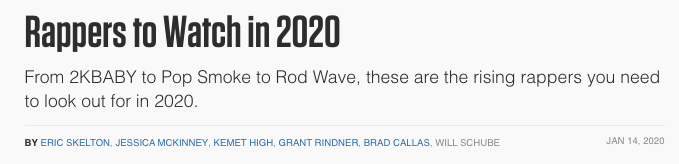 Rappers to Watch in 2020
From 2KBABY to Pop Smoke to Rod Wave, these are the rising rappers you need
to look out for in 2020.
BY ERIC SKELTON, JESSICA MCKINNEY, KEMET HIGH, GRANT RINDNER, BRAD CALLAS, WILL SCHUBE JAN 14, 2020